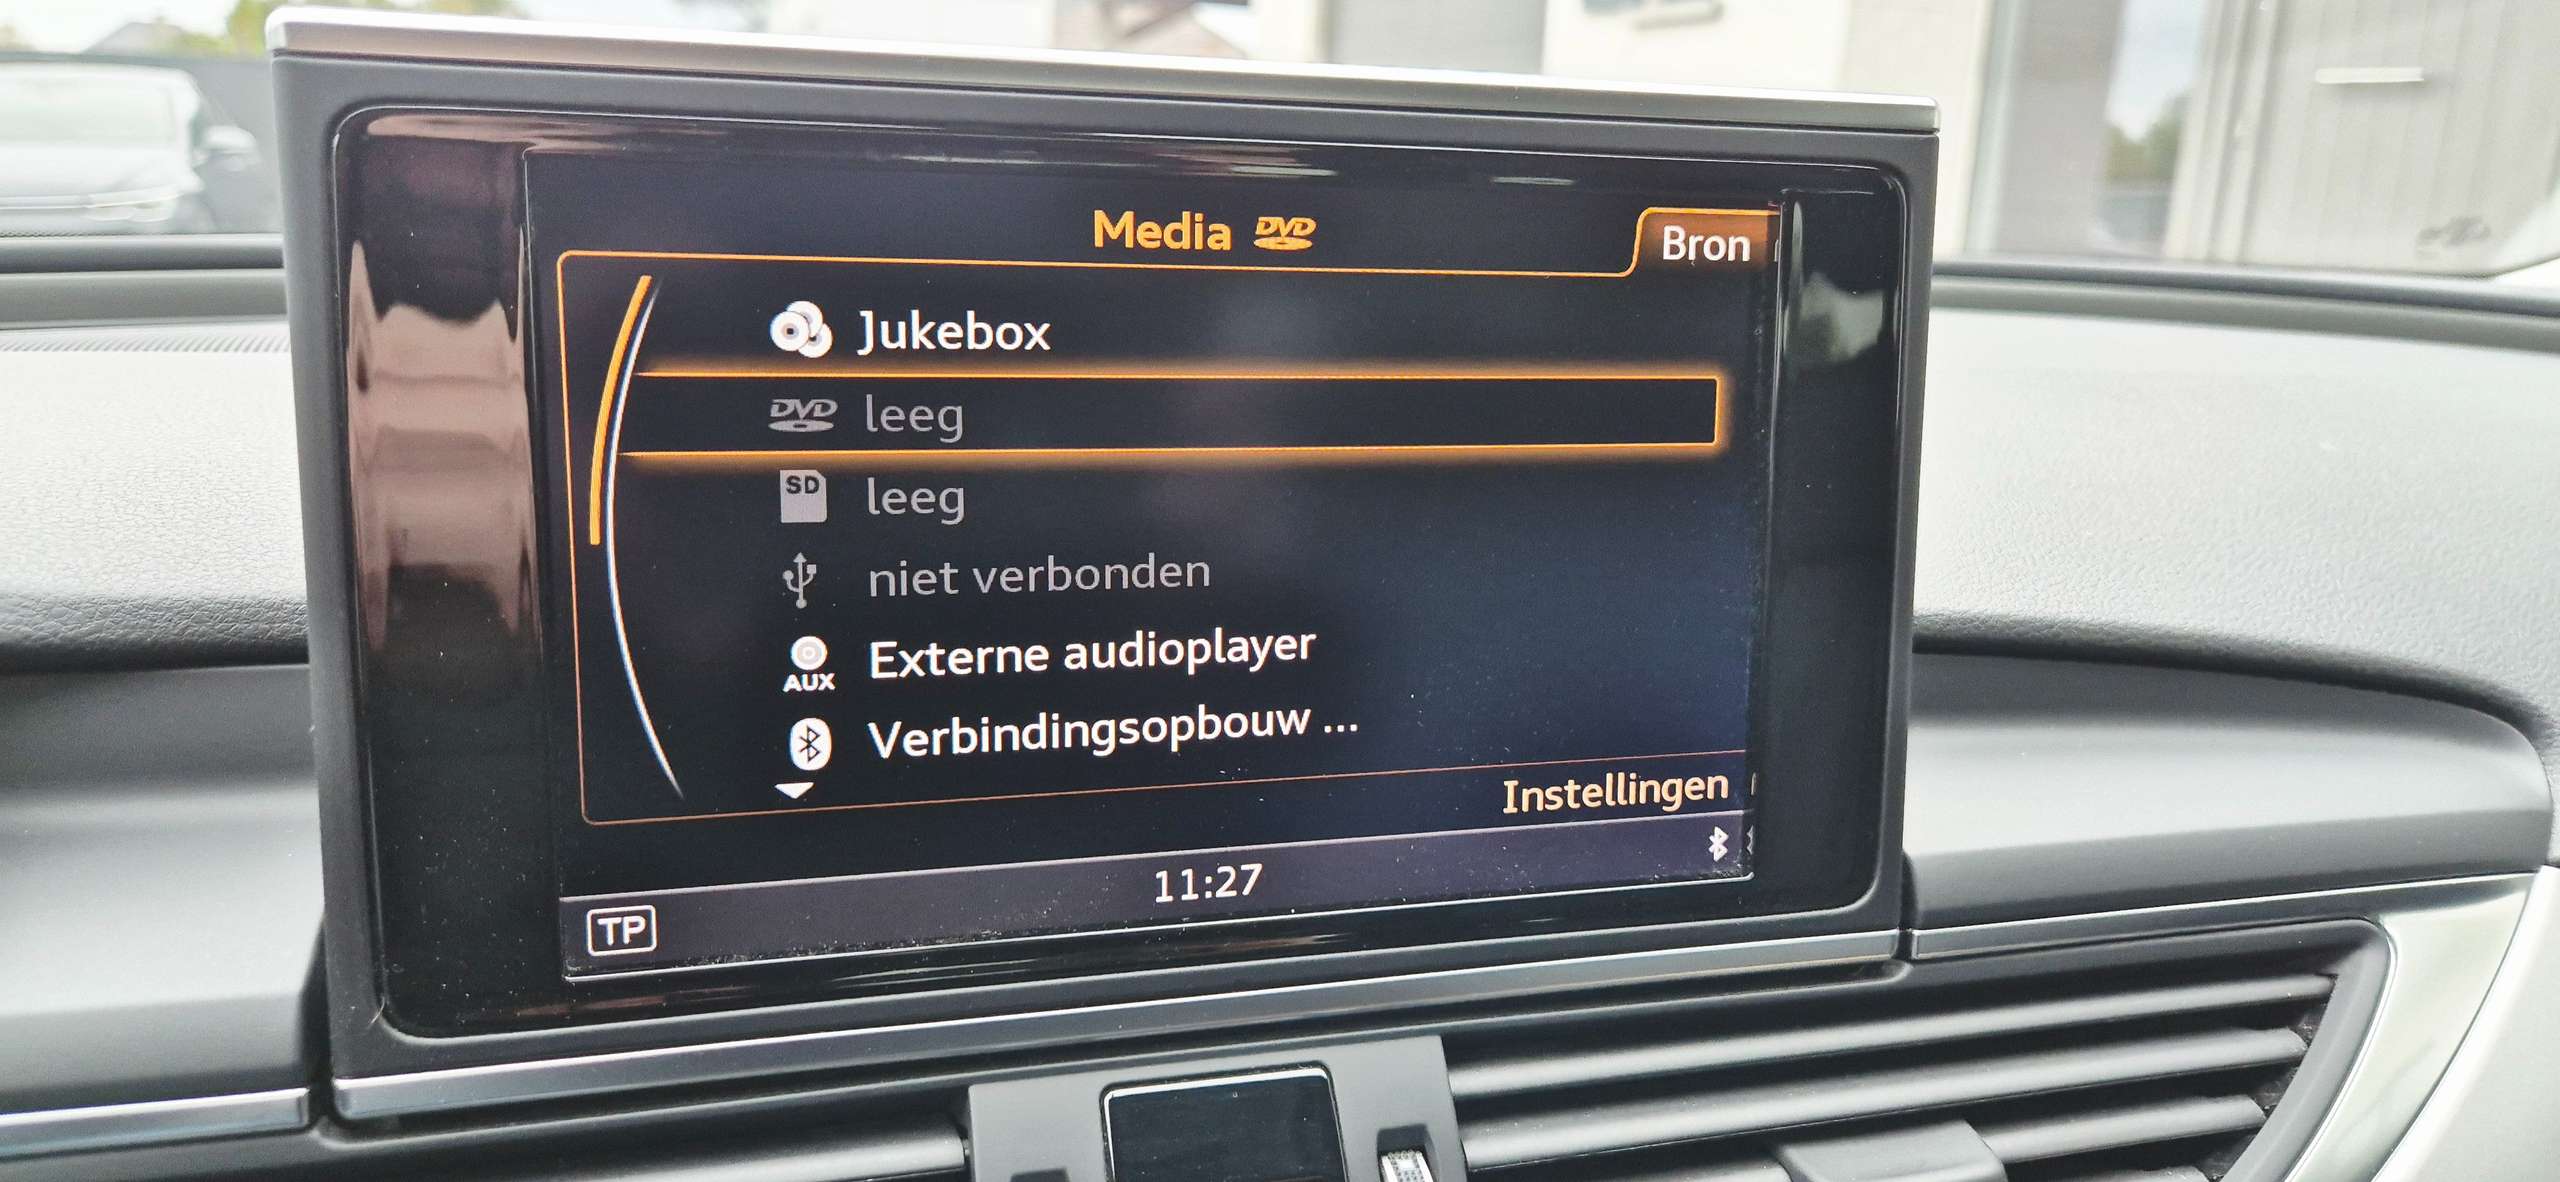 Media DVD
Bron
Jukebox
DVD leeg
SD leeg
niet verbonden
AUX Externe audioplayer
Verbindingsopbouw ...
Instellingen
TP 11:27